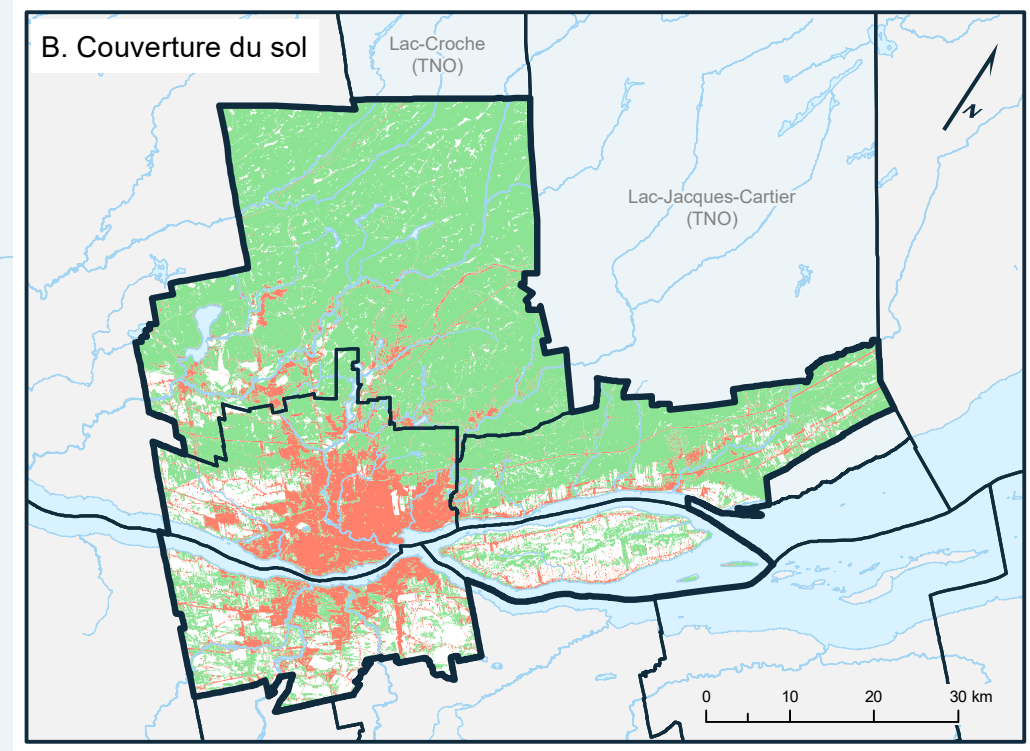 B. Couverture du sol
Lac-Croche
(TNO)
N
Lac-Jacques-Cartier
(TNO)
0 10 20 30 km